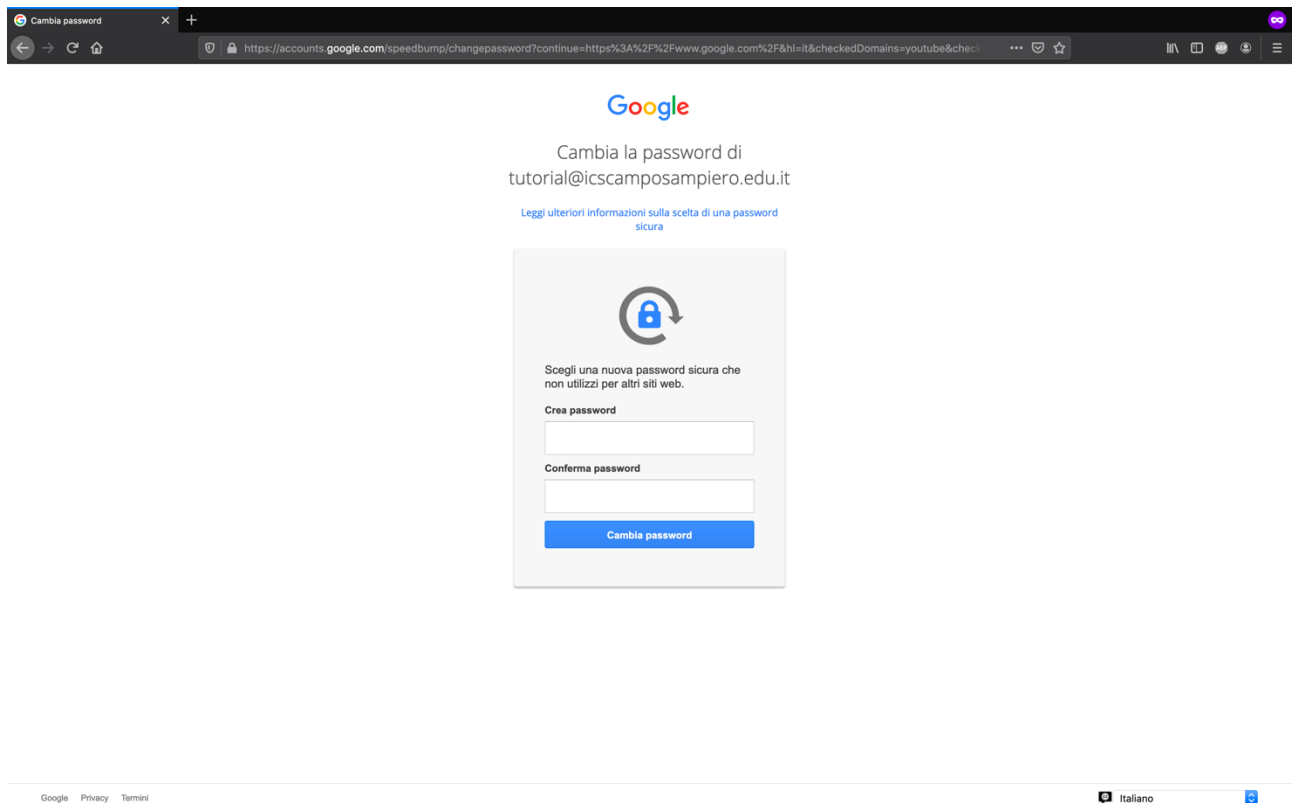 Cambia password
https://accounts.google.com/speedbump/changepassword?continue=https%3A%2F%2Fwww.google.com%2F&hl=it&checkedDomains=youtube&check
Google
Cambia la password di
tutorial@icscamposampiero.edu.it
Leggi ulteriori informazioni sulla scelta di una password
sicura
Scegli una nuova password sicura che
non utilizzi per altri siti web.
Crea password
Conferma password
Cambia password
Google Privacy Termini
Italiano